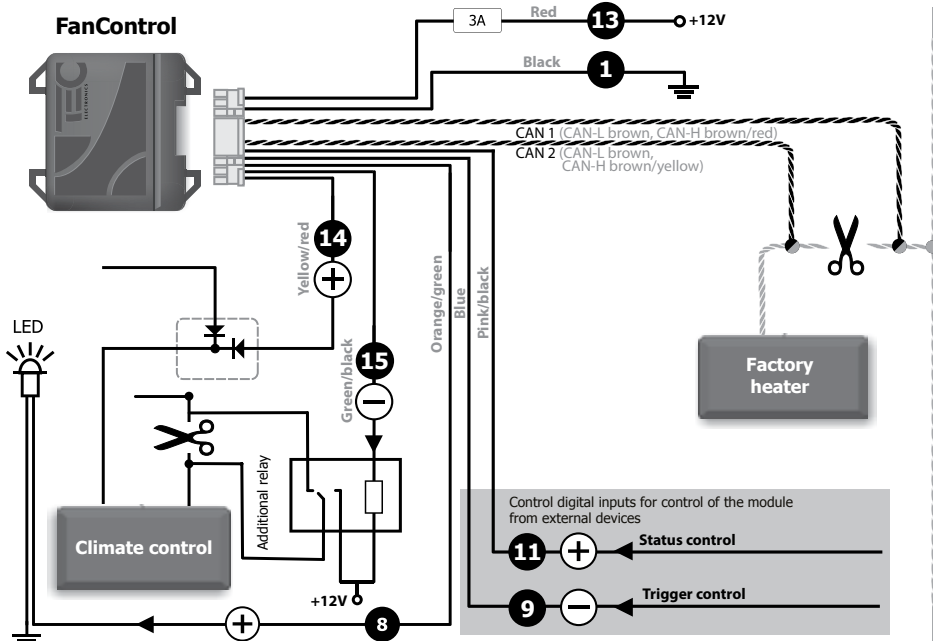 FanControl
TEC
ELECTRONICS
3A
Red
13
+12V
Black
1
CAN 1 (CAN-L brown, CAN-H brown/red)
CAN 2 (CAN-L brown,
CAN-H brown/yellow)
Yellow/red
14
+
Orange/green
Blue
Pink/black
LED
Green/black
15
−
Factory
heater
Additional relay
Climate control
+12V
Control digital inputs for control of the module
from external devices
11
+
Status control
9
−
Trigger control
+
8